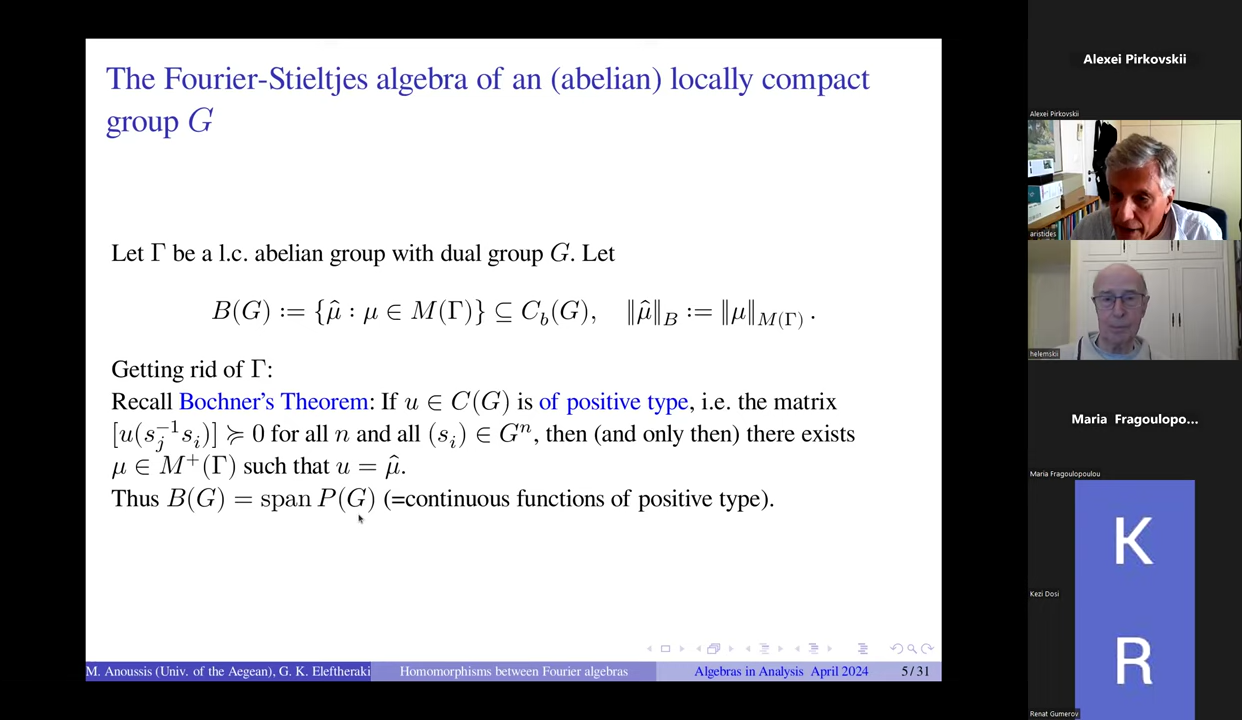 The Fourier-Stieltjes algebra of an (abelian) locally compact
group G
Let Γ be a l.c. abelian group with dual group G. Let
B(G) := {μ̂ : μ ∈ M(Γ)} ⊆ C_b(G), ‖μ̂‖_B := ‖μ‖_{M(Γ)} .
Getting rid of Γ:
Recall Bochner's Theorem: If u ∈ C(G) is of positive type, i.e. the matrix
[u(s_j^{-1}s_i)] ≽ 0 for all n and all (s_i) ∈ G^n, then (and only then) there exists
μ ∈ M^+(Γ) such that u = μ̂.
Thus B(G) = span P(G) (=continuous functions of positive type).
M. Anoussis (Univ. of the Aegean), G. K. Eleftheraki
Homomorphisms between Fourier algebras
Algebras in Analysis April 2024
5/31
Alexei Pirkovskii
Alexei Pirkovskii
aristides
helemskii
Maria Fragoulopo...
Maria Fragoulopoulou
K
Kezi Dosi
R
Renat Gumerov